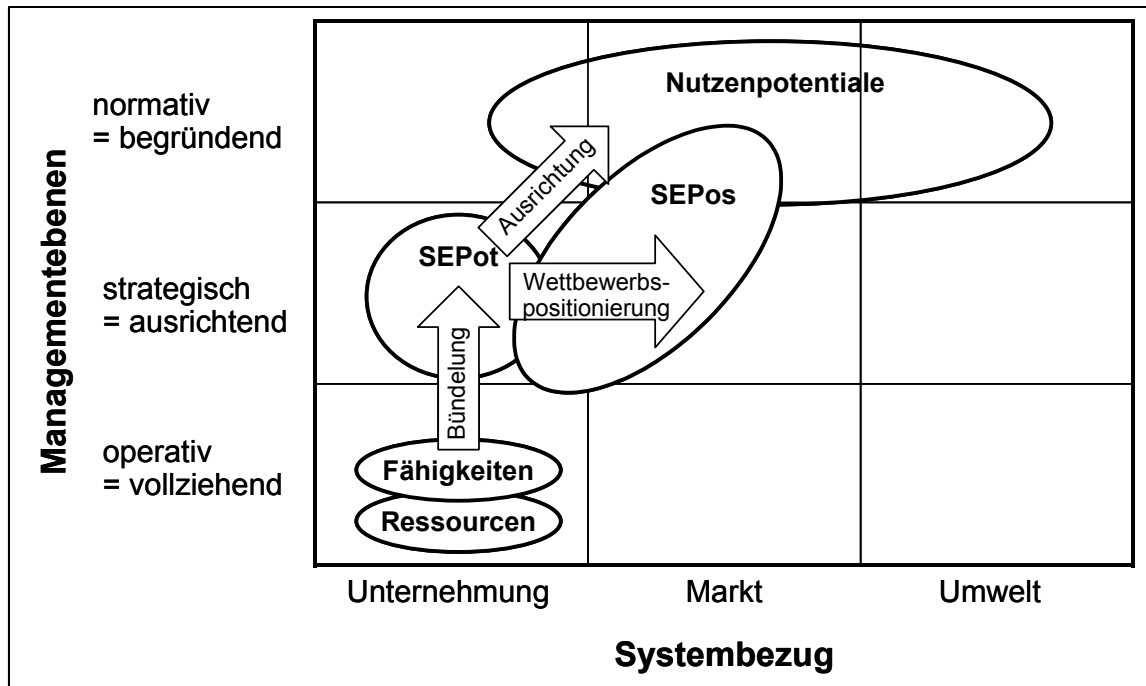 Managementebenen
normativ
= begründend
strategisch
= ausrichtend
operativ
= vollziehend
Nutzenpotentiale
Ausrichtung
SEPos
SEPot
Wettbewerbs-
positionierung
Bündelung
Fähigkeiten
Ressourcen
Unternehmung
Markt
Umwelt
Systembezug